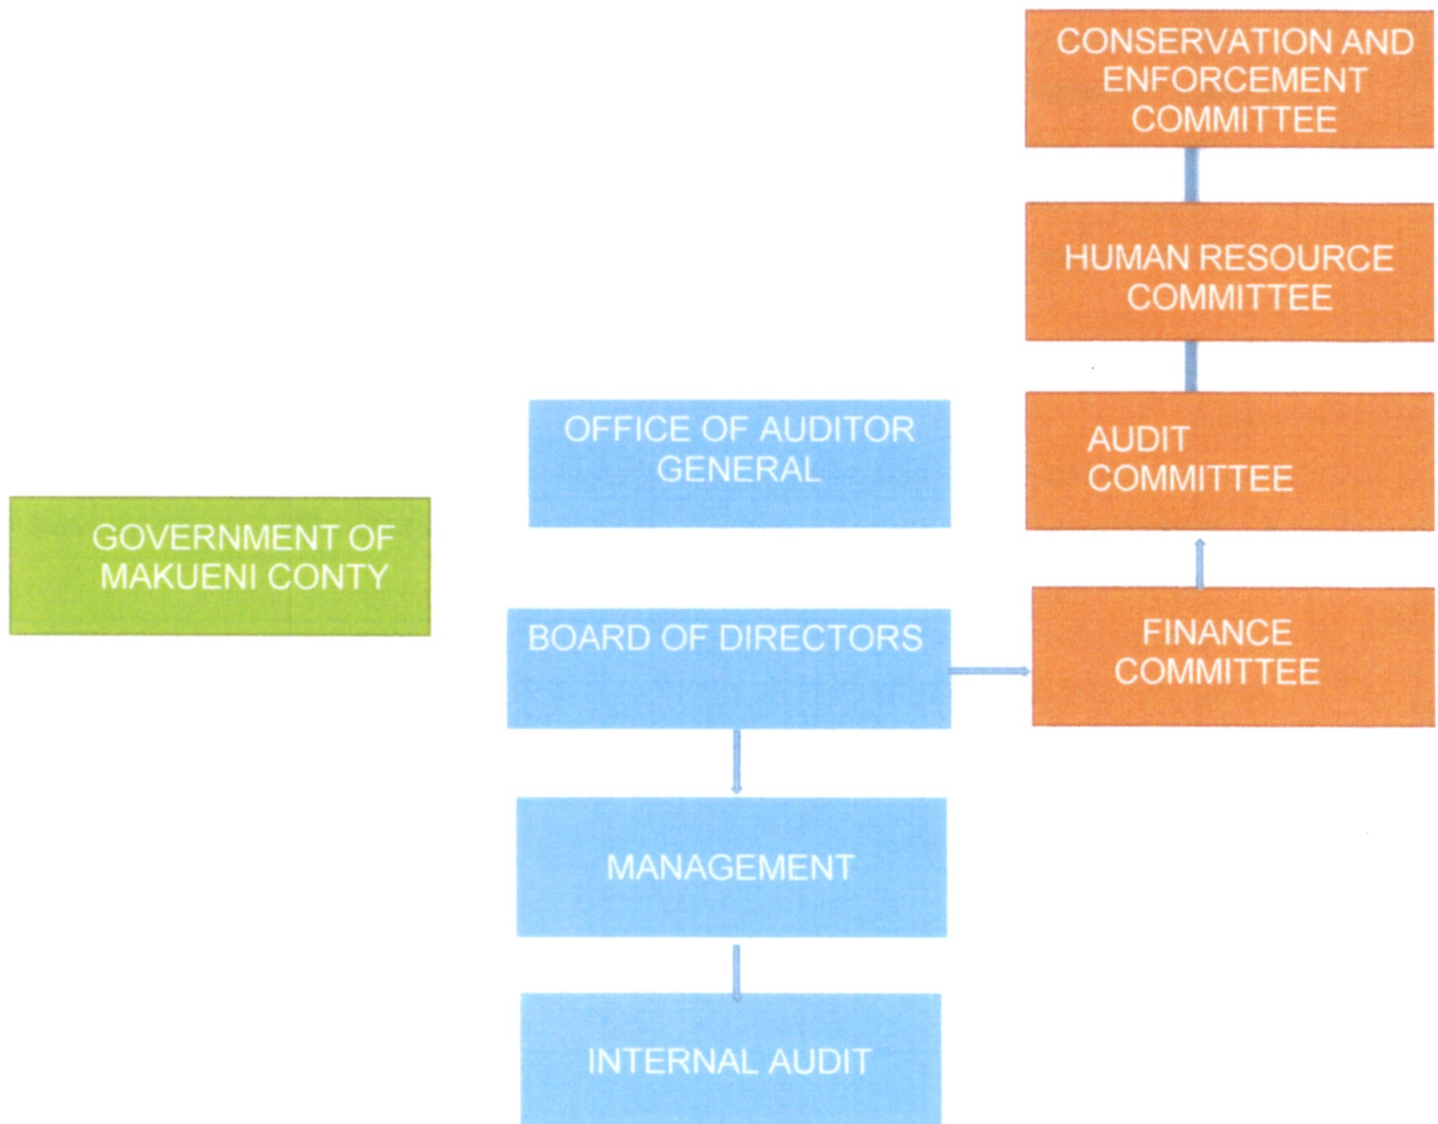 CONSERVATION AND
ENFORCEMENT
COMMITTEE
HUMAN RESOURCE
COMMITTEE
AUDIT
COMMITTEE
OFFICE OF AUDITOR
GENERAL
GOVERNMENT OF
MAKUENI CONTY
BOARD OF DIRECTORS
FINANCE
COMMITTEE
MANAGEMENT
INTERNAL AUDIT